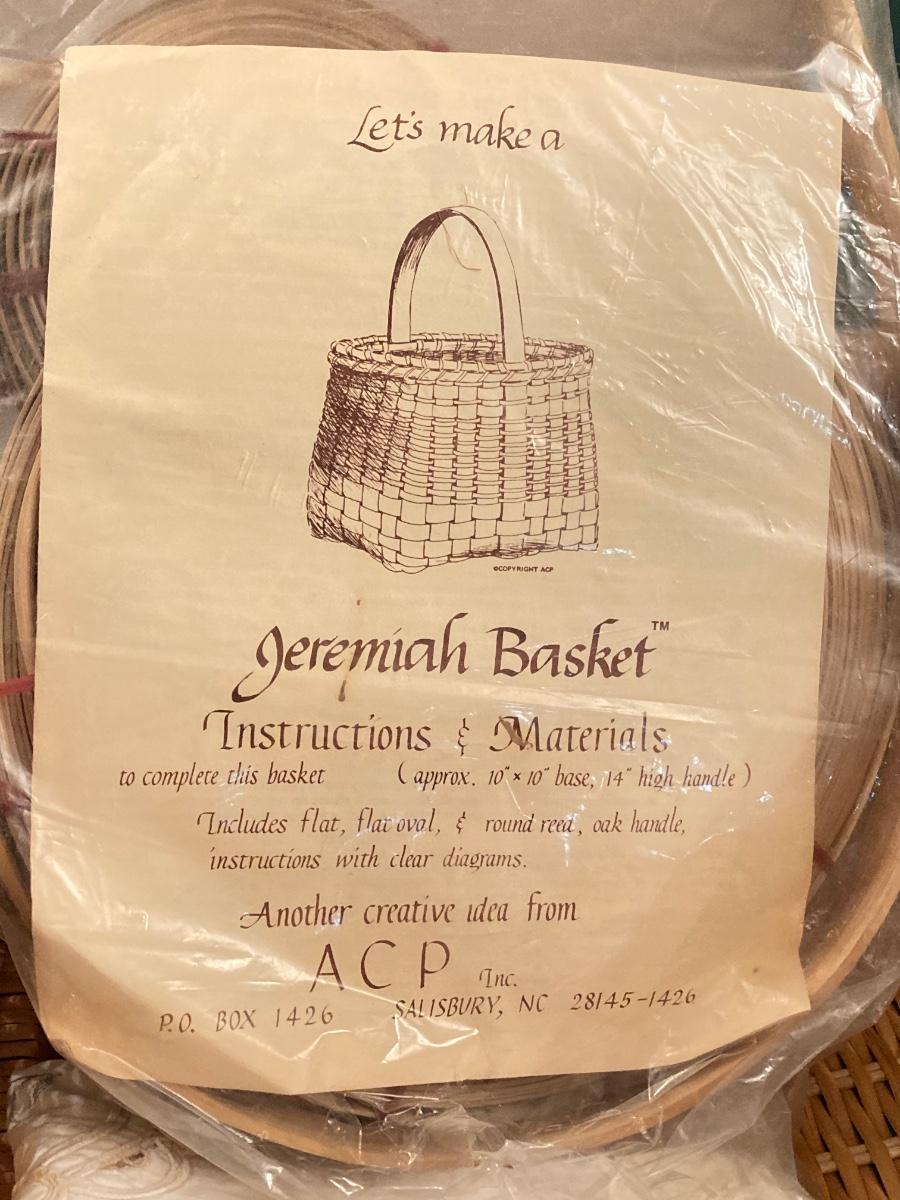 Let's make a
©COPYRIGHT ACP
Jeremiah Basket™
Instructions & Materials
to complete this basket (approx. 10" × 10" base, 14" high handle)
Includes flat, flat oval, & round reed, oak handle,
instructions with clear diagrams.
Another creative idea from
ACP Inc.
P.O. BOX 1426 SALISBURY, NC 28145-1426